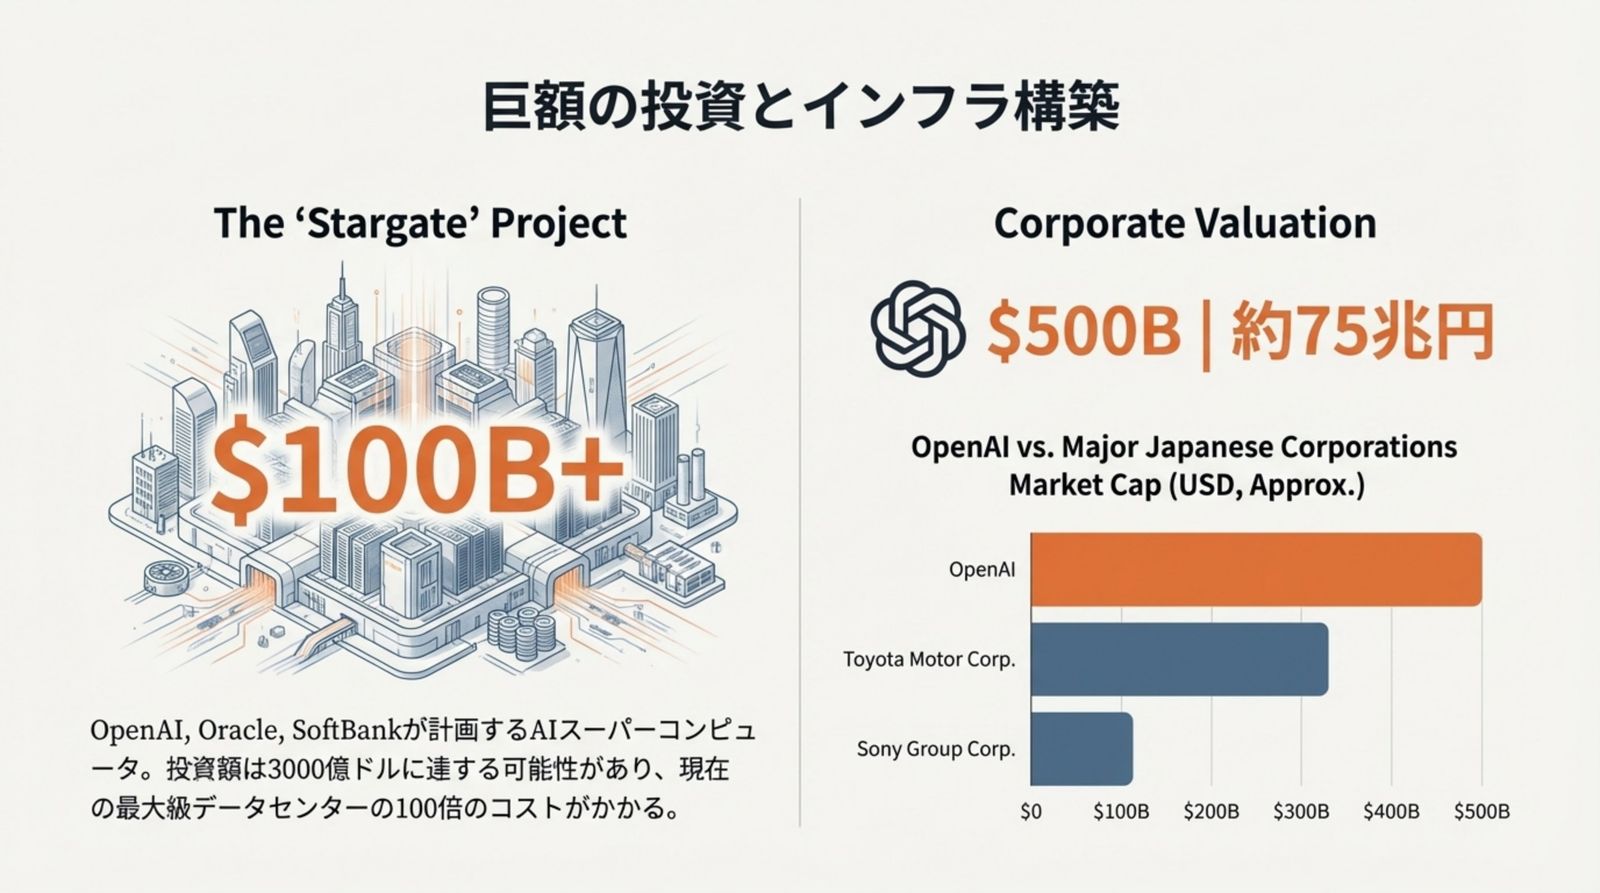 巨額の投資とインフラ構築
The ‘Stargate’ Project
$100B+
OpenAI, Oracle, SoftBankが計画するAIスーパーコンピュ
ータ。投資額は3000億ドルに達する可能性があり、現在
の最大級データセンターの100倍のコストがかかる。
Corporate Valuation
$500B | 約75兆円
OpenAI vs. Major Japanese Corporations
Market Cap (USD, Approx.)
OpenAI
Toyota Motor Corp.
Sony Group Corp.
$0 $100B $200B $300B $400B $500B